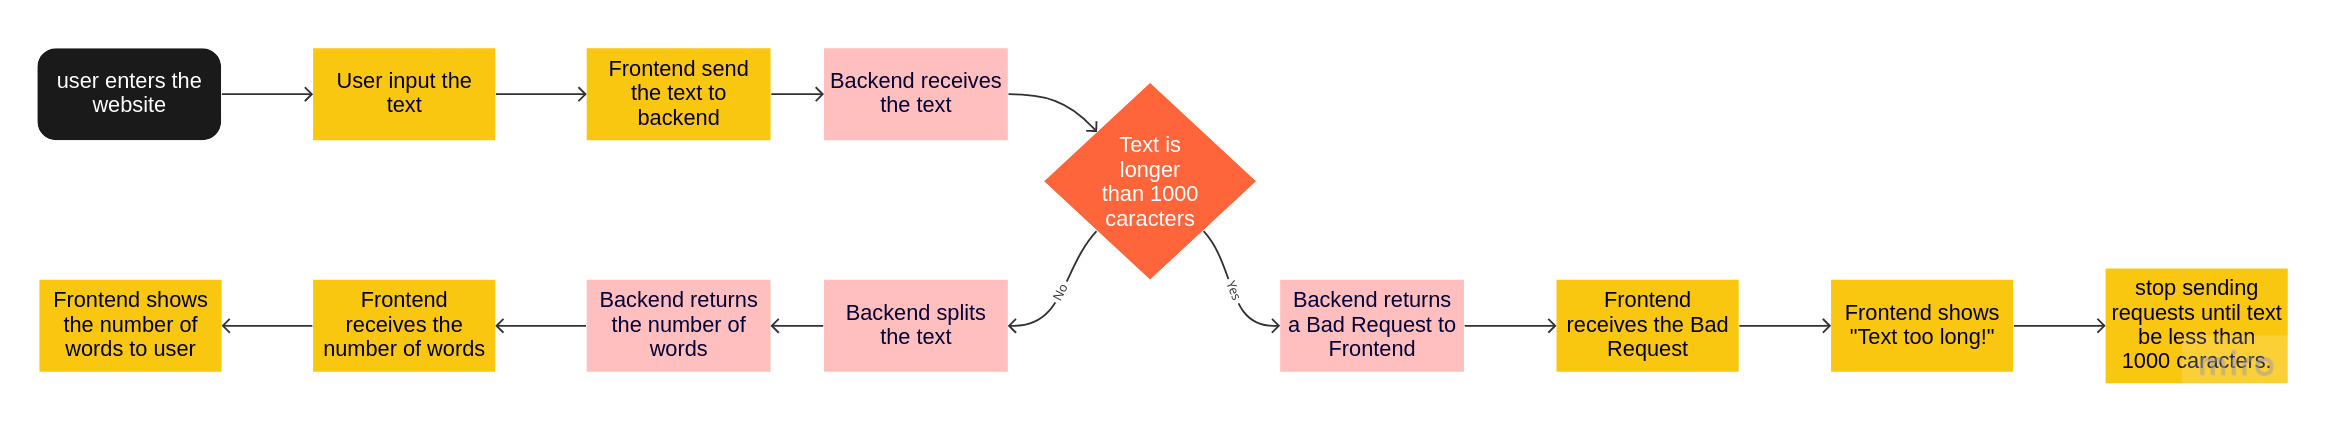 user enters the
website
User input the
text
Frontend send
the text to
backend
Backend receives
the text
Text is
longer
than 1000
caracters
No
Yes
Frontend shows
the number of
words to user
Frontend
receives the
number of words
Backend returns
the number of
words
Backend splits
the text
Backend returns
a Bad Request to
Frontend
Frontend
receives the Bad
Request
Frontend shows
"Text too long!"
stop sending
requests until text
be less than
1000 caracters.
miro